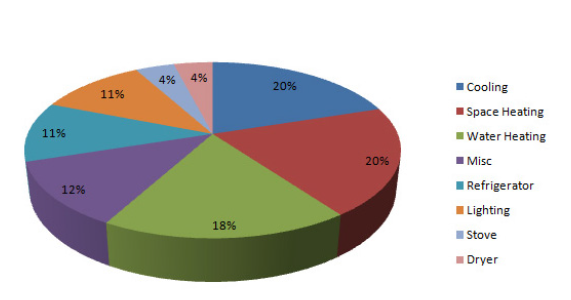 4%
4%
20%
11%
11%
20%
12%
18%
Cooling
Space Heating
Water Heating
Misc
Refrigerator
Lighting
Stove
Dryer